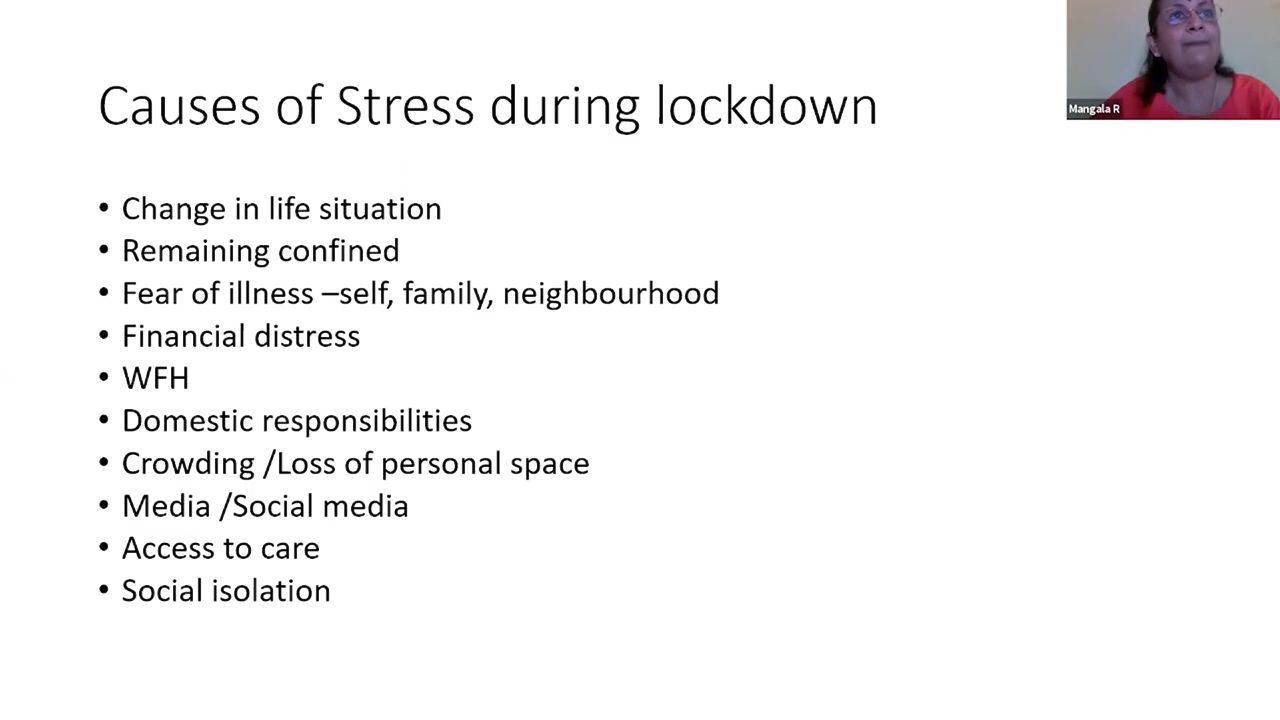 Causes of Stress during lockdown
Mangala R
• Change in life situation
• Remaining confined
• Fear of illness –self, family, neighbourhood
• Financial distress
• WFH
• Domestic responsibilities
• Crowding /Loss of personal space
• Media /Social media
• Access to care
• Social isolation